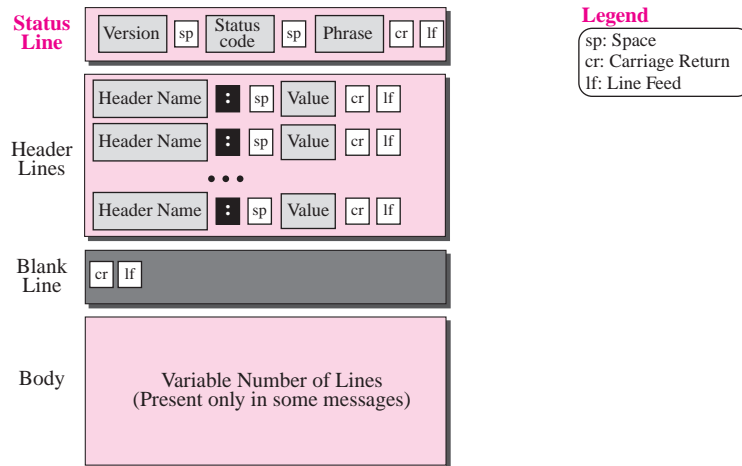 Status Line
Version sp Status code sp Phrase cr lf
Legend
sp: Space
cr: Carriage Return
lf: Line Feed
Header Lines
Header Name : sp Value cr lf
Header Name : sp Value cr lf
• • •
Header Name : sp Value cr lf
Blank Line
cr lf
Body
Variable Number of Lines
(Present only in some messages)